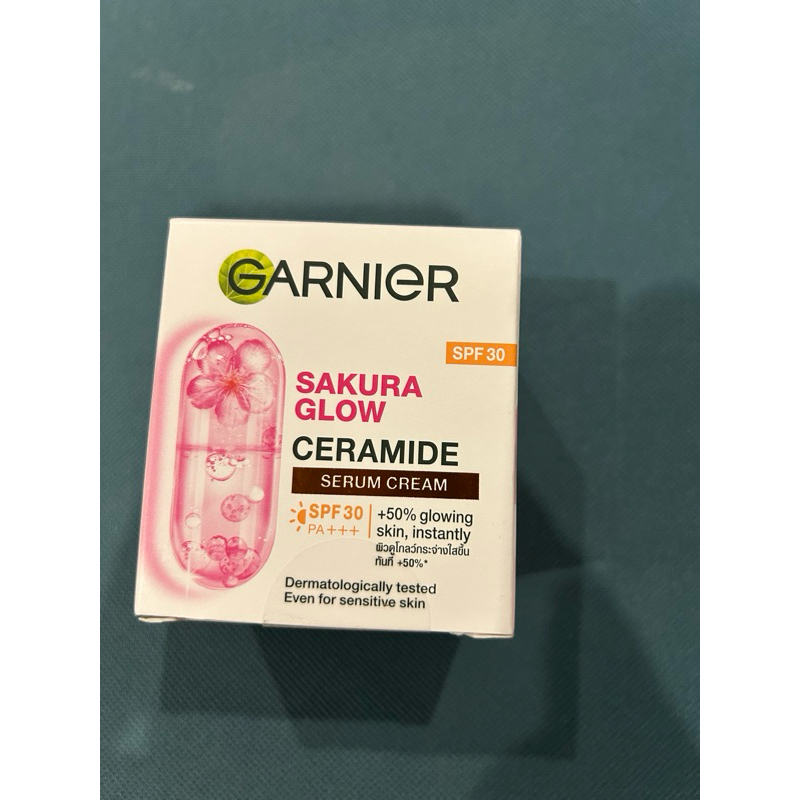 GARNIER
SPF 30
SAKURA
GLOW
CERAMIDE
SERUM CREAM
SPF 30
PA+++
+50% glowing
skin, instantly
ผิวดูโกลว์กระจ่างใสขึ้น
ทันที +50%*
Dermatologically tested
Even for sensitive skin